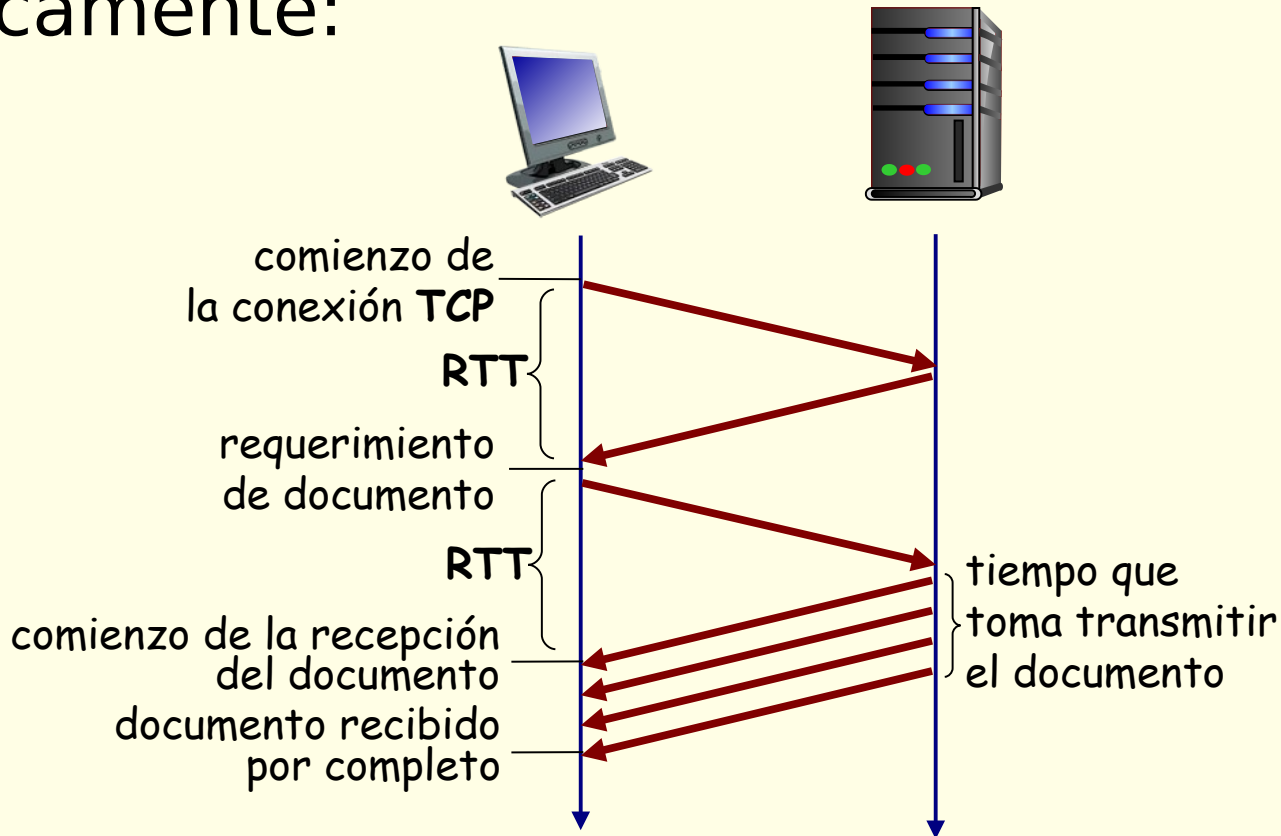 camente:
comienzo de
la conexión TCP
RTT
requerimiento
de documento
RTT
comienzo de la recepción
del documento
documento recibido
por completo
tiempo que
toma transmitir
el documento